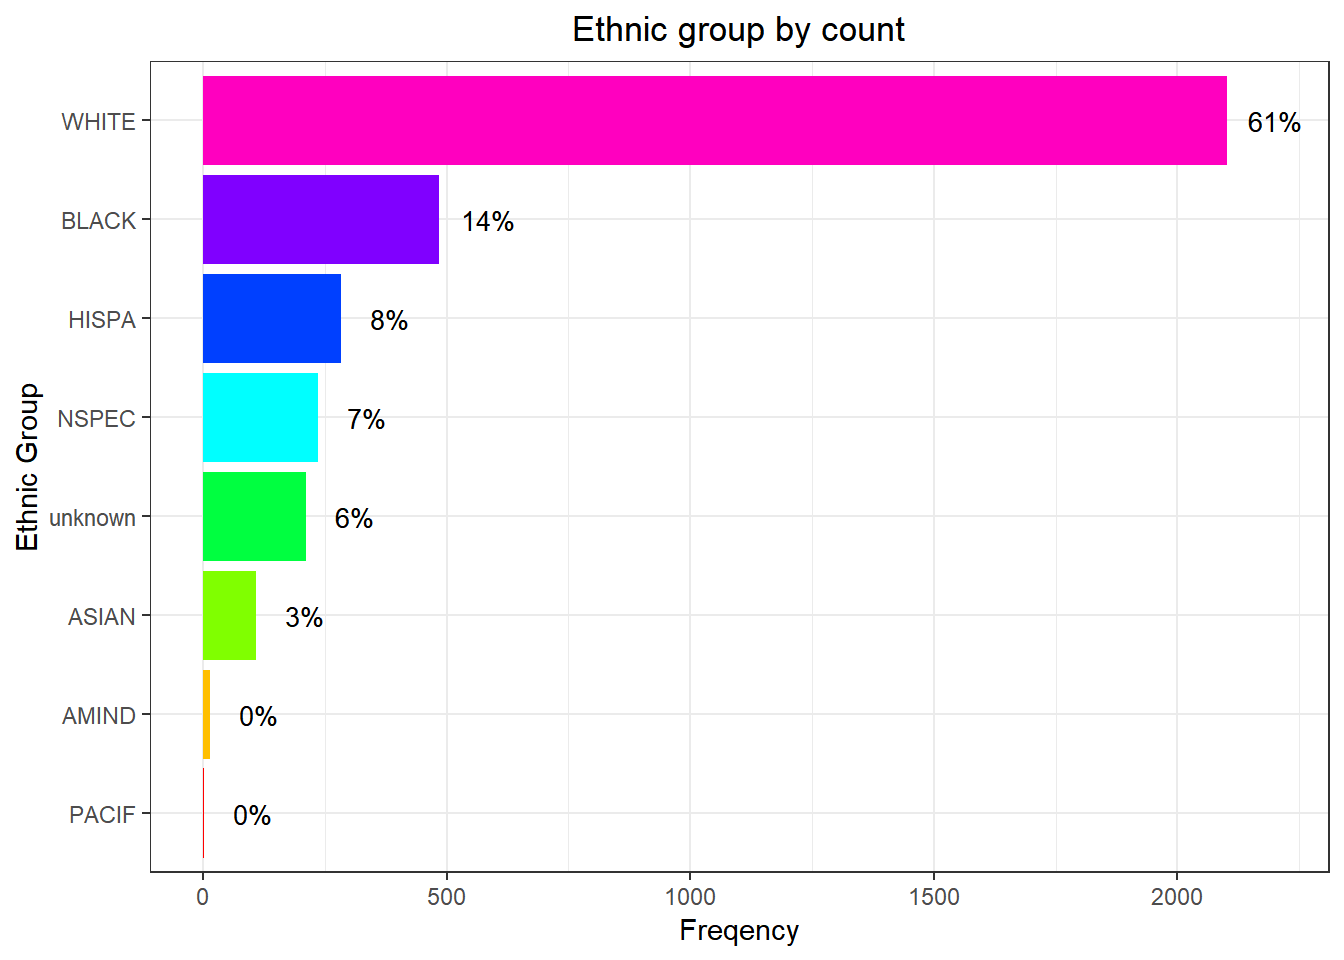 Ethnic group by count
WHITE
61%
BLACK
14%
HISPA
8%
NSPEC
7%
unknown
6%
ASIAN
3%
AMIND
0%
PACIF
0%
Ethnic Group
0
500
1000
1500
2000
Freqency